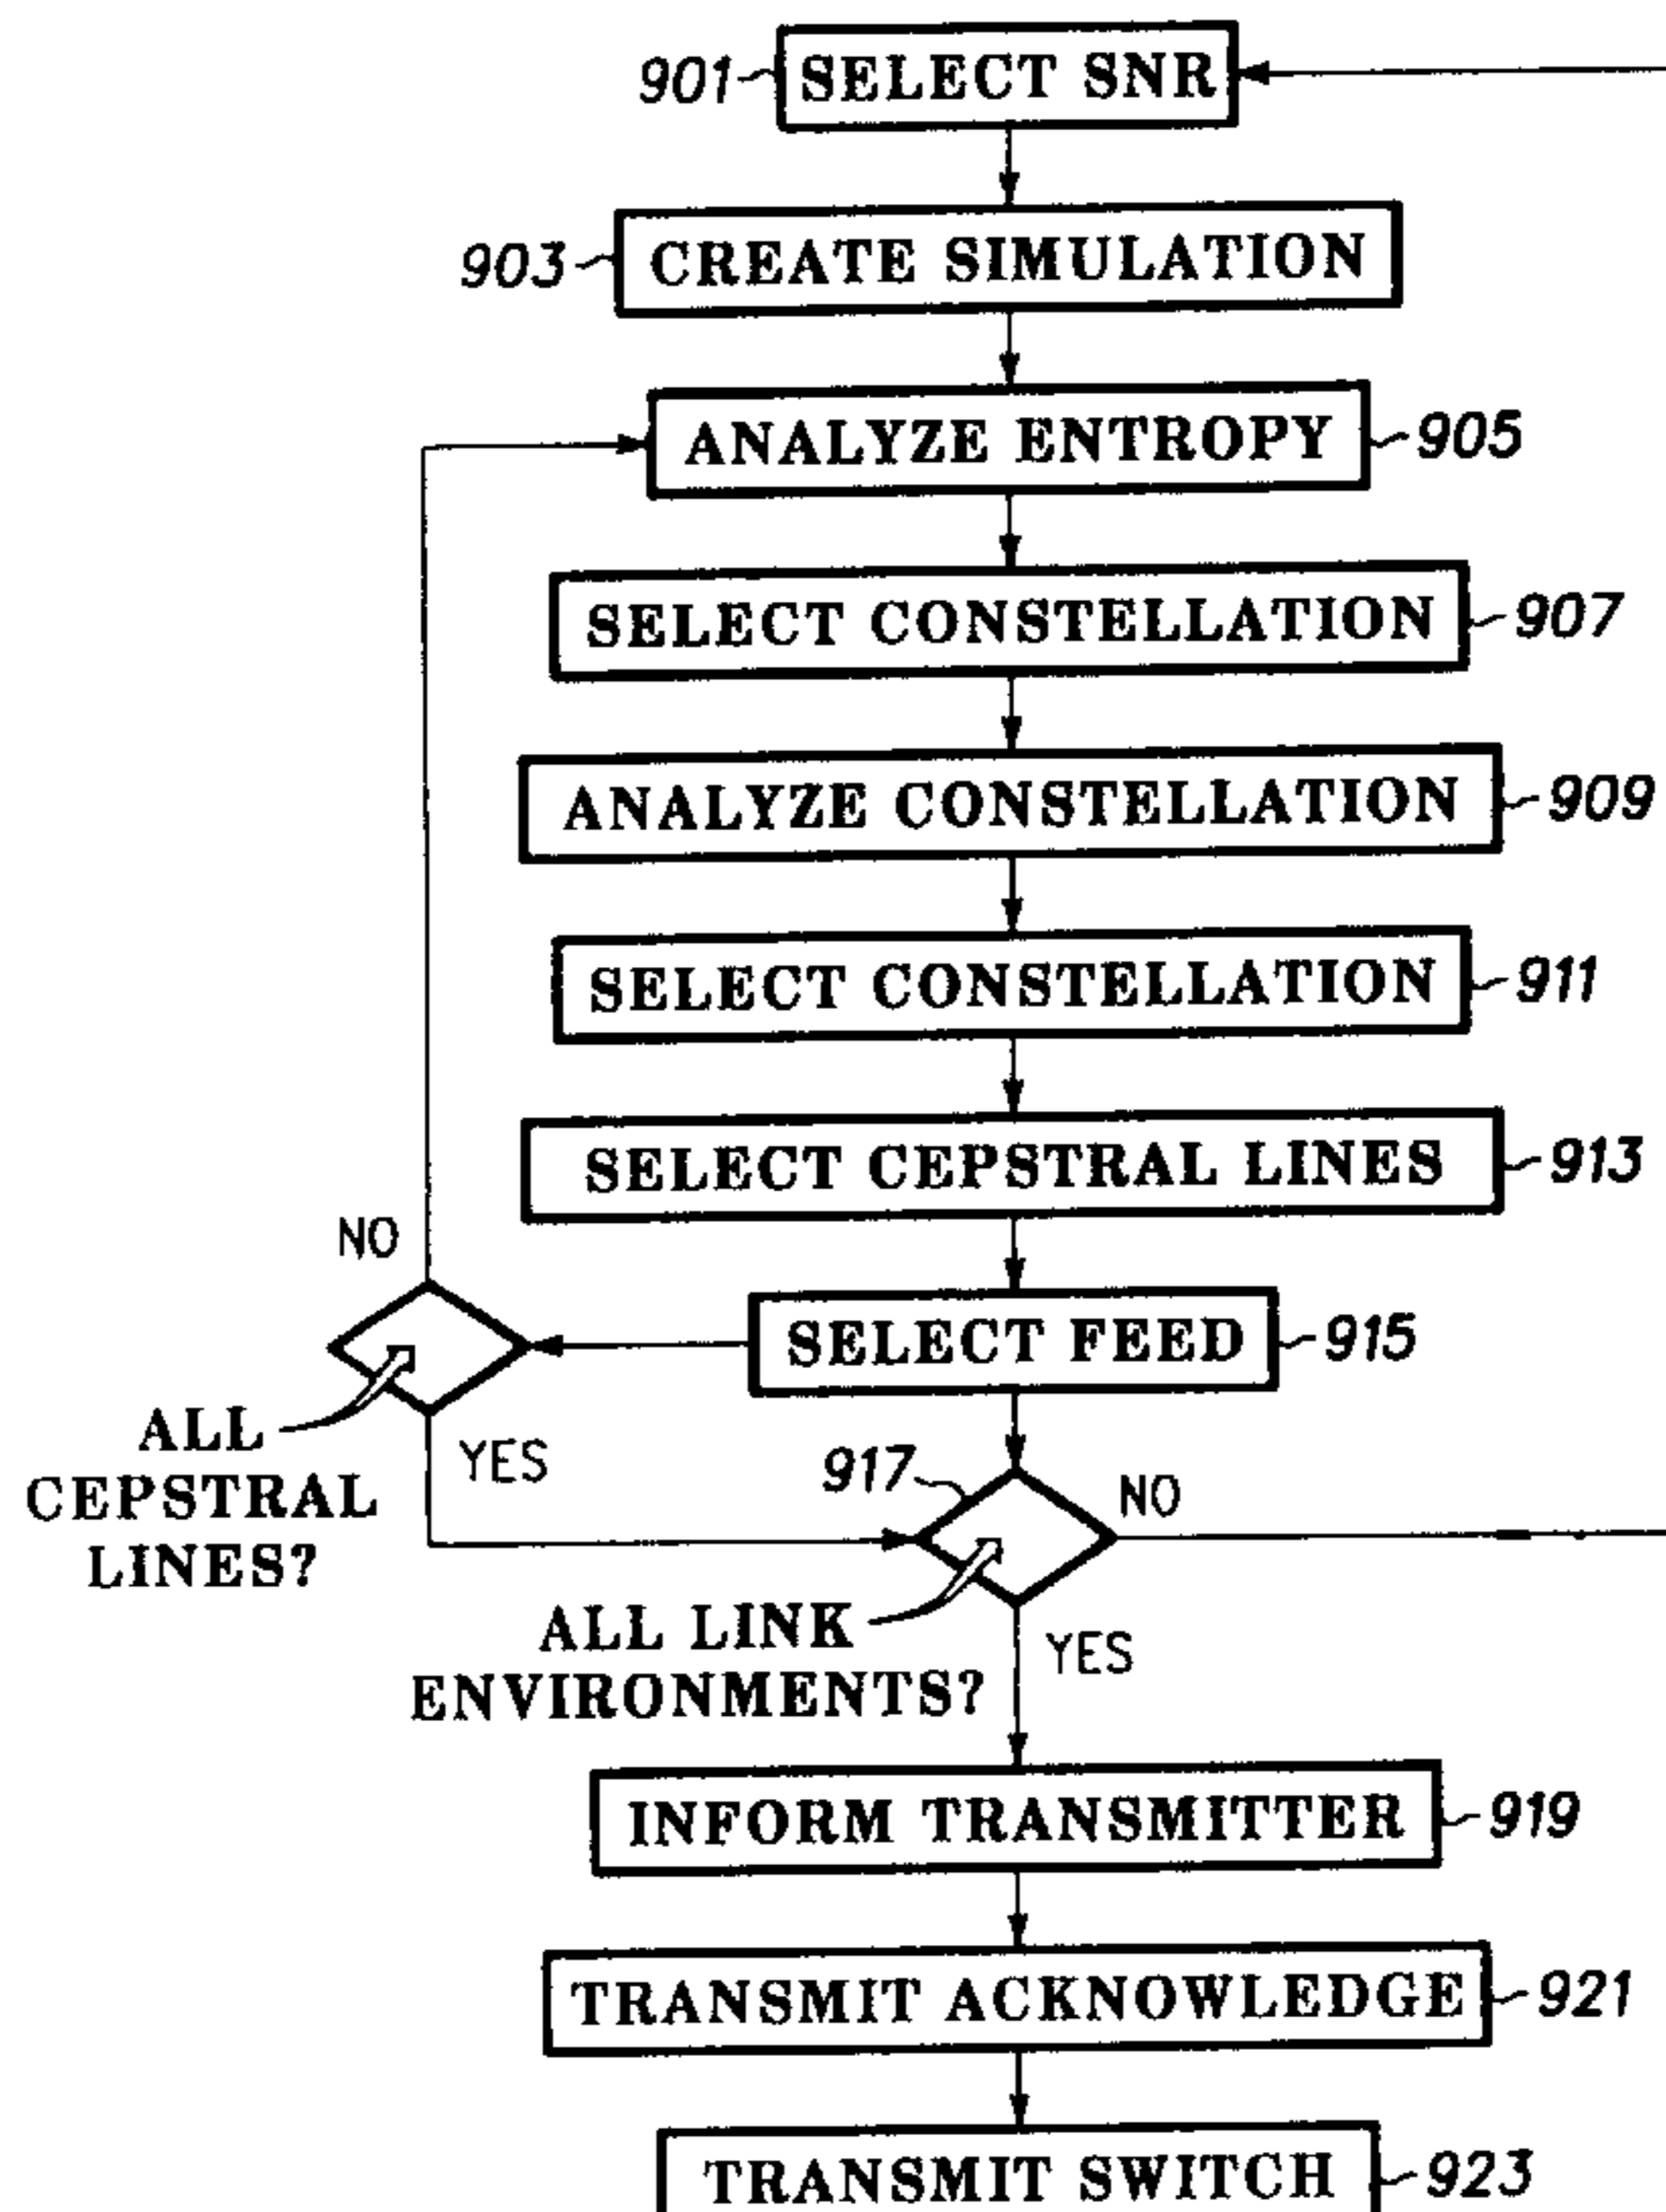 901 SELECT SNR
903 CREATE SIMULATION
ANALYZE ENTROPY 905
SELECT CONSTELLATION 907
ANALYZE CONSTELLATION 909
SELECT CONSTELLATION 911
SELECT CEPSTRAL LINES 913
NO
SELECT FEED 915
ALL
CEPSTRAL
LINES?
YES
917
NO
ALL LINK
ENVIRONMENTS?
YES
INFORM TRANSMITTER 919
TRANSMIT ACKNOWLEDGE 921
TRANSMIT SWITCH 923